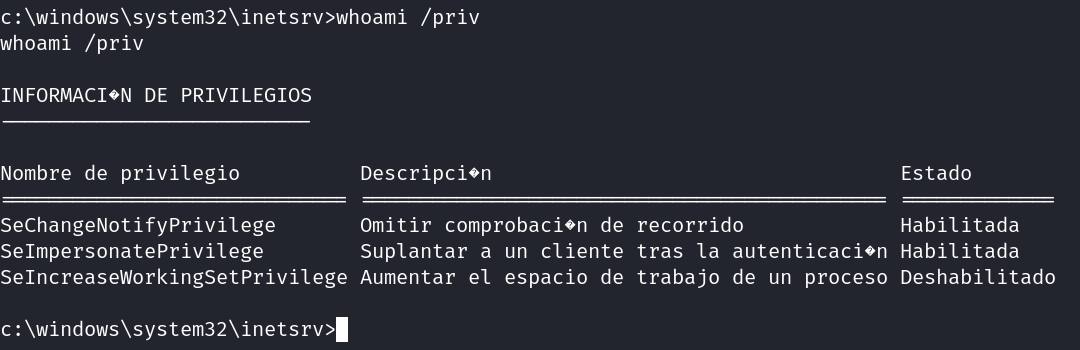 c:\windows\system32\inetsrv>whoami /priv
whoami /priv
INFORMACI�N DE PRIVILEGIOS
--------------------------
Nombre de privilegio          Descripci�n                                  Estado
============================= ============================================ =============
SeChangeNotifyPrivilege       Omitir comprobaci�n de recorrido             Habilitada
SeImpersonatePrivilege        Suplantar a un cliente tras la autenticaci�n Habilitada
SeIncreaseWorkingSetPrivilege Aumentar el espacio de trabajo de un proceso Deshabilitado
c:\windows\system32\inetsrv>